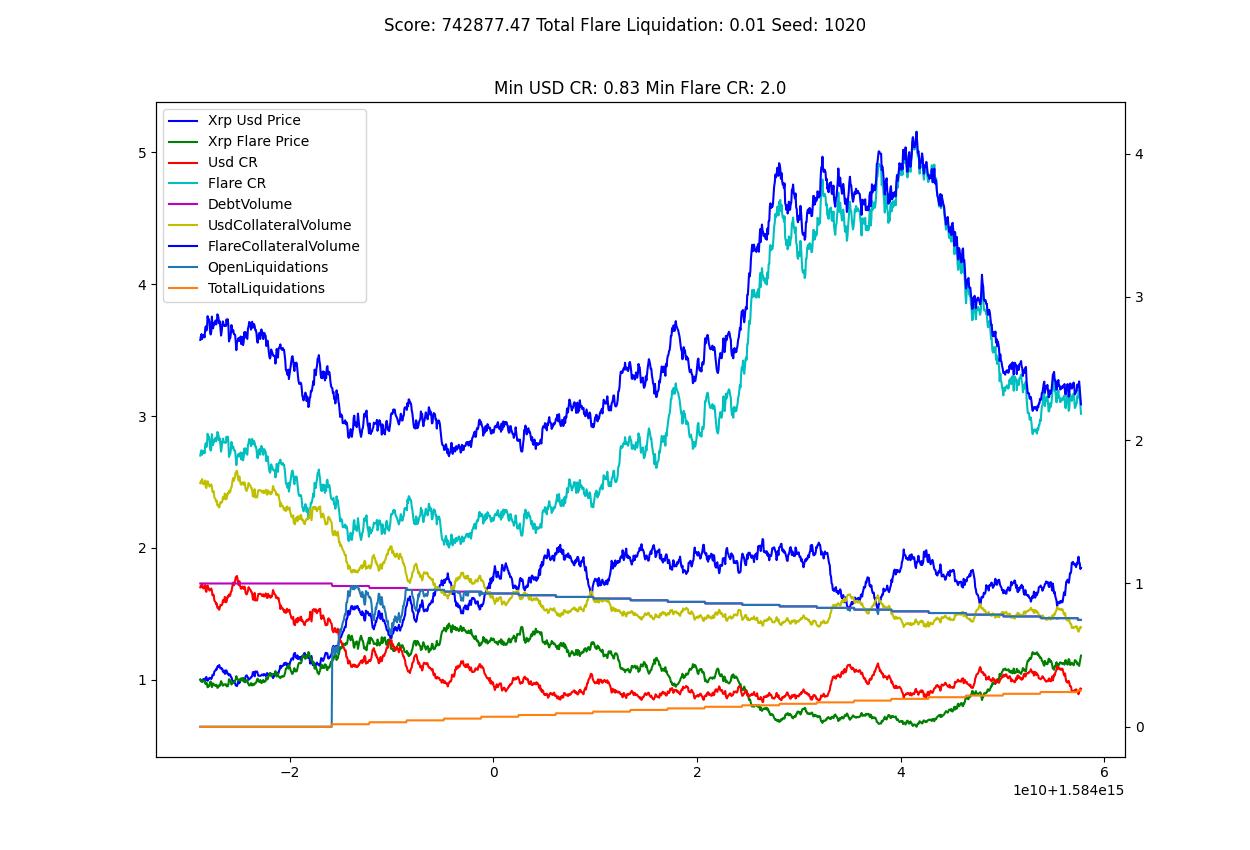 Score: 742877.47 Total Flare Liquidation: 0.01 Seed: 1020
Min USD CR: 0.83 Min Flare CR: 2.0
Xrp Usd Price
Xrp Flare Price
Usd CR
Flare CR
DebtVolume
UsdCollateralVolume
FlareCollateralVolume
OpenLiquidations
TotalLiquidations
5
4
3
2
1
4
3
2
1
0
−2
0
2
4
6
1e10+1.584e15